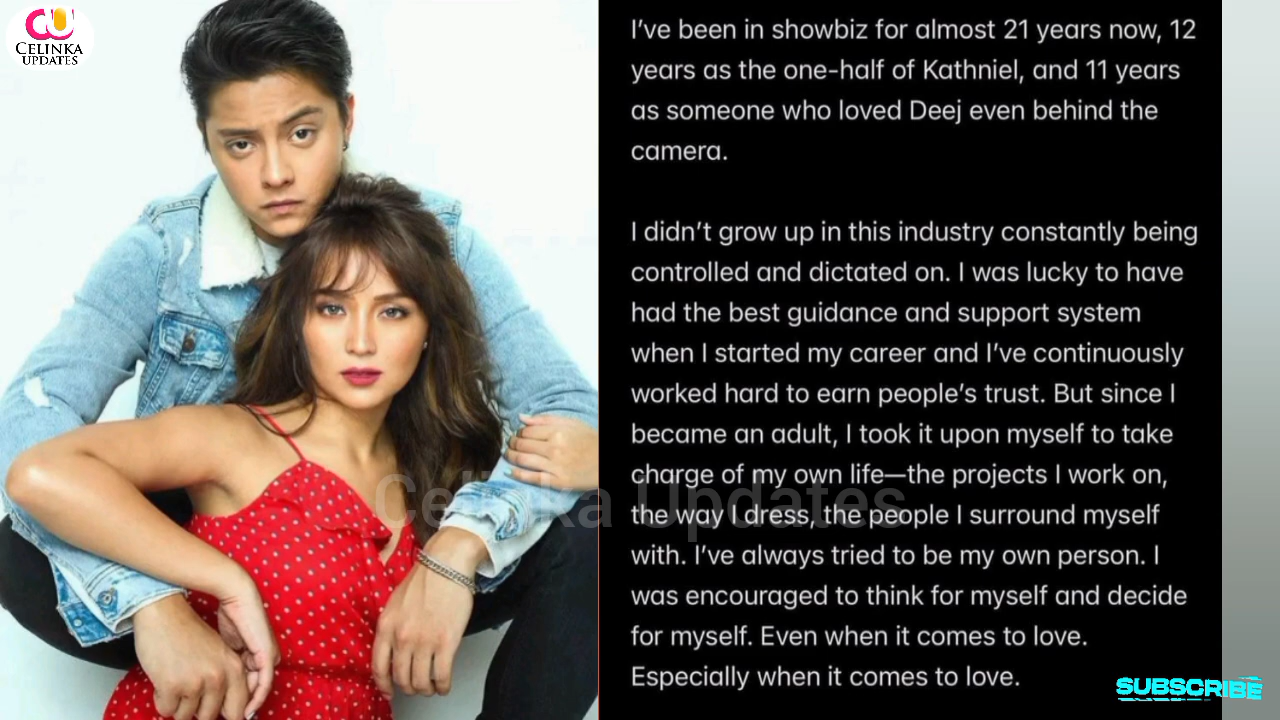 CU
CELINKA
UPDATES
I've been in showbiz for almost 21 years now, 12
years as the one-half of Kathniel, and 11 years
as someone who loved Deej even behind the
camera.
I didn't grow up in this industry constantly being
controlled and dictated on. I was lucky to have
had the best guidance and support system
when I started my career and I've continuously
worked hard to earn people's trust. But since I
became an adult, I took it upon myself to take
charge of my own life—the projects I work on,
the way I dress, the people I surround myself
with. I've always tried to be my own person. I
was encouraged to think for myself and decide
for myself. Even when it comes to love.
Especially when it comes to love.
Celinka Updates
SUBSCRIBE